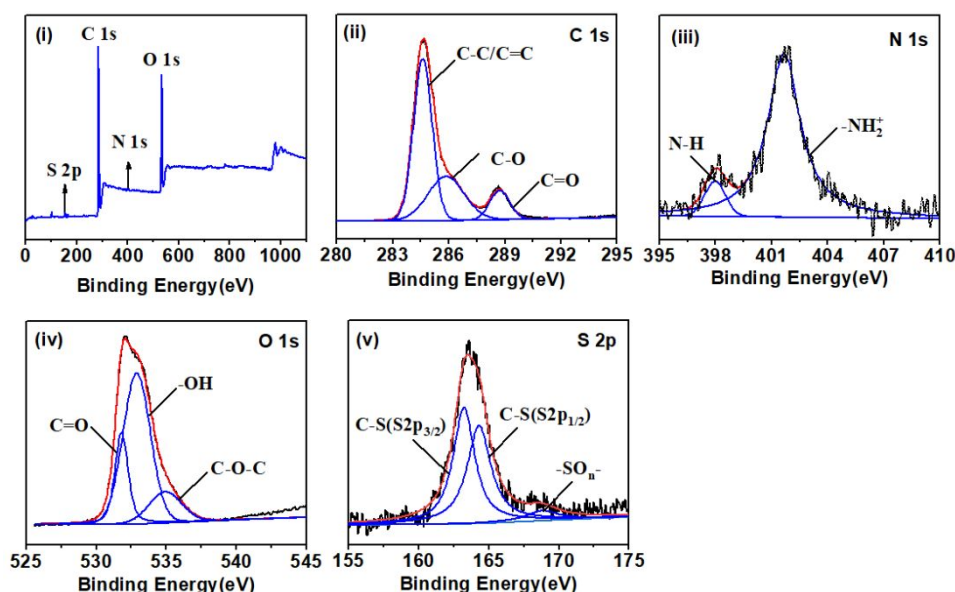 (i)
C 1s
O 1s
N 1s
S 2p
0 200 400 600 800 1000
Binding Energy(eV)
(ii)
C 1s
C-C/C=C
C-O
C=O
280 283 286 289 292 295
Binding Energy(eV)
(iii)
N 1s
N-H
-NH₂⁺
395 398 401 404 407 410
Binding Energy(eV)
(iv)
O 1s
-OH
C=O
C-O-C
525 530 535 540 545
Binding Energy(eV)
(v)
S 2p
C-S(S2p₃/₂)
C-S(S2p₁/₂)
-SOₙ-
155 160 165 170 175
Binding Energy(eV)